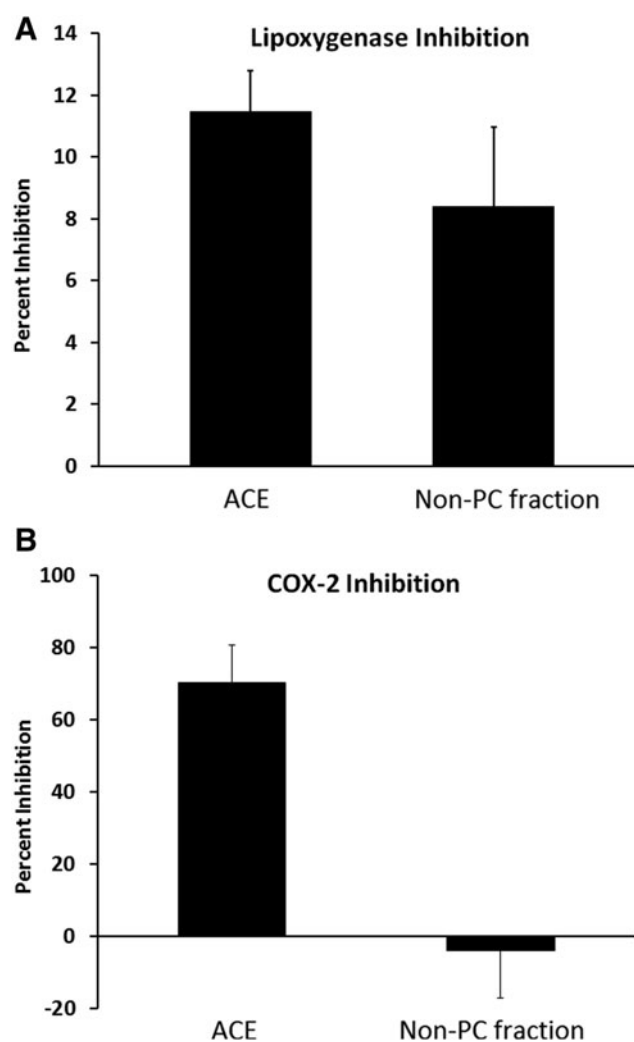 A
Lipoxygenase Inhibition
Percent Inhibition
14
12
10
8
6
4
2
0
ACE Non-PC fraction
B
COX-2 Inhibition
Percent Inhibition
100
80
60
40
20
0
-20
ACE Non-PC fraction